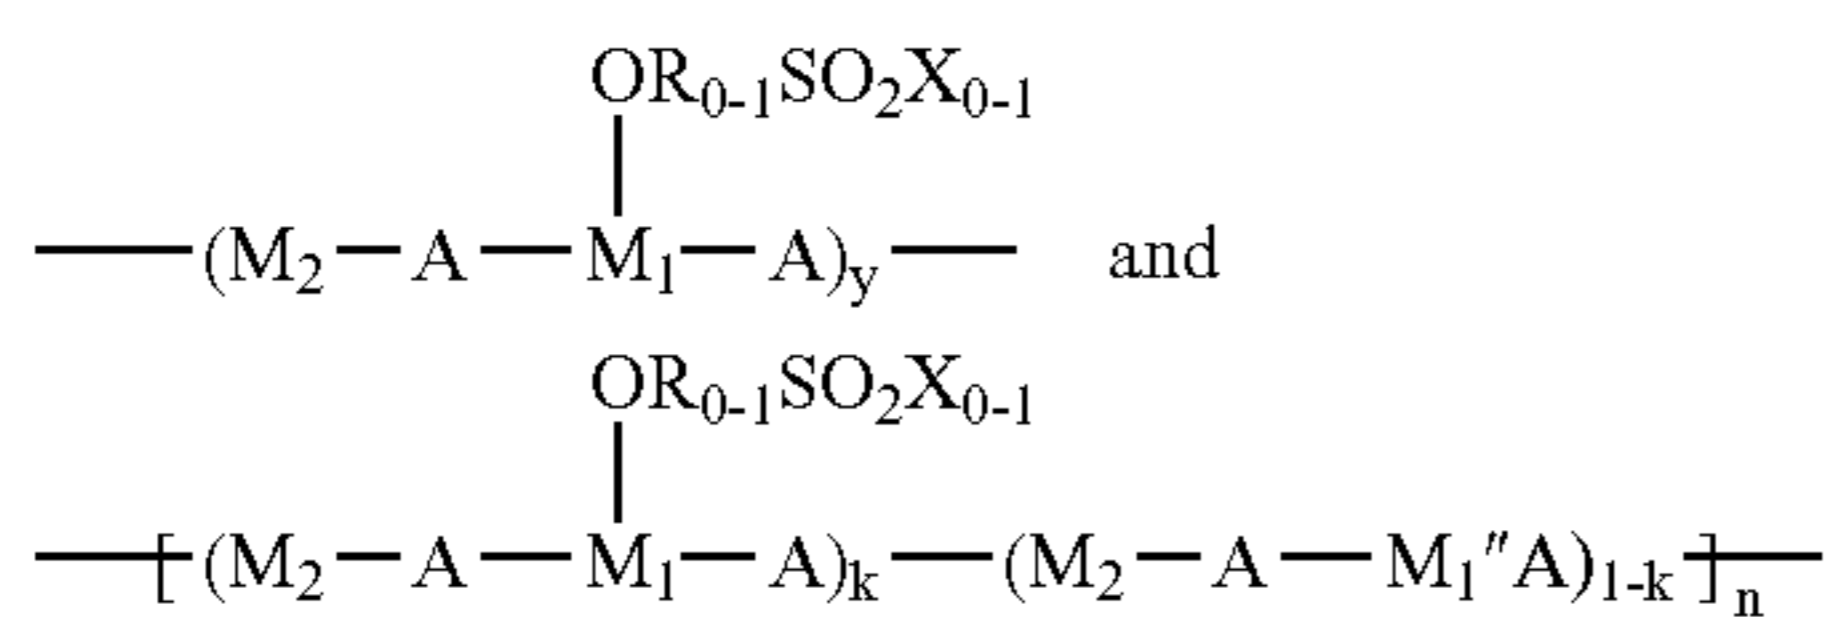 OR₀₋₁SO₂X₀₋₁
—(M₂—A—M₁—A)y— and
OR₀₋₁SO₂X₀₋₁
—[(M₂—A—M₁—A)k—(M₂—A—M₁″A)₁₋k]n—